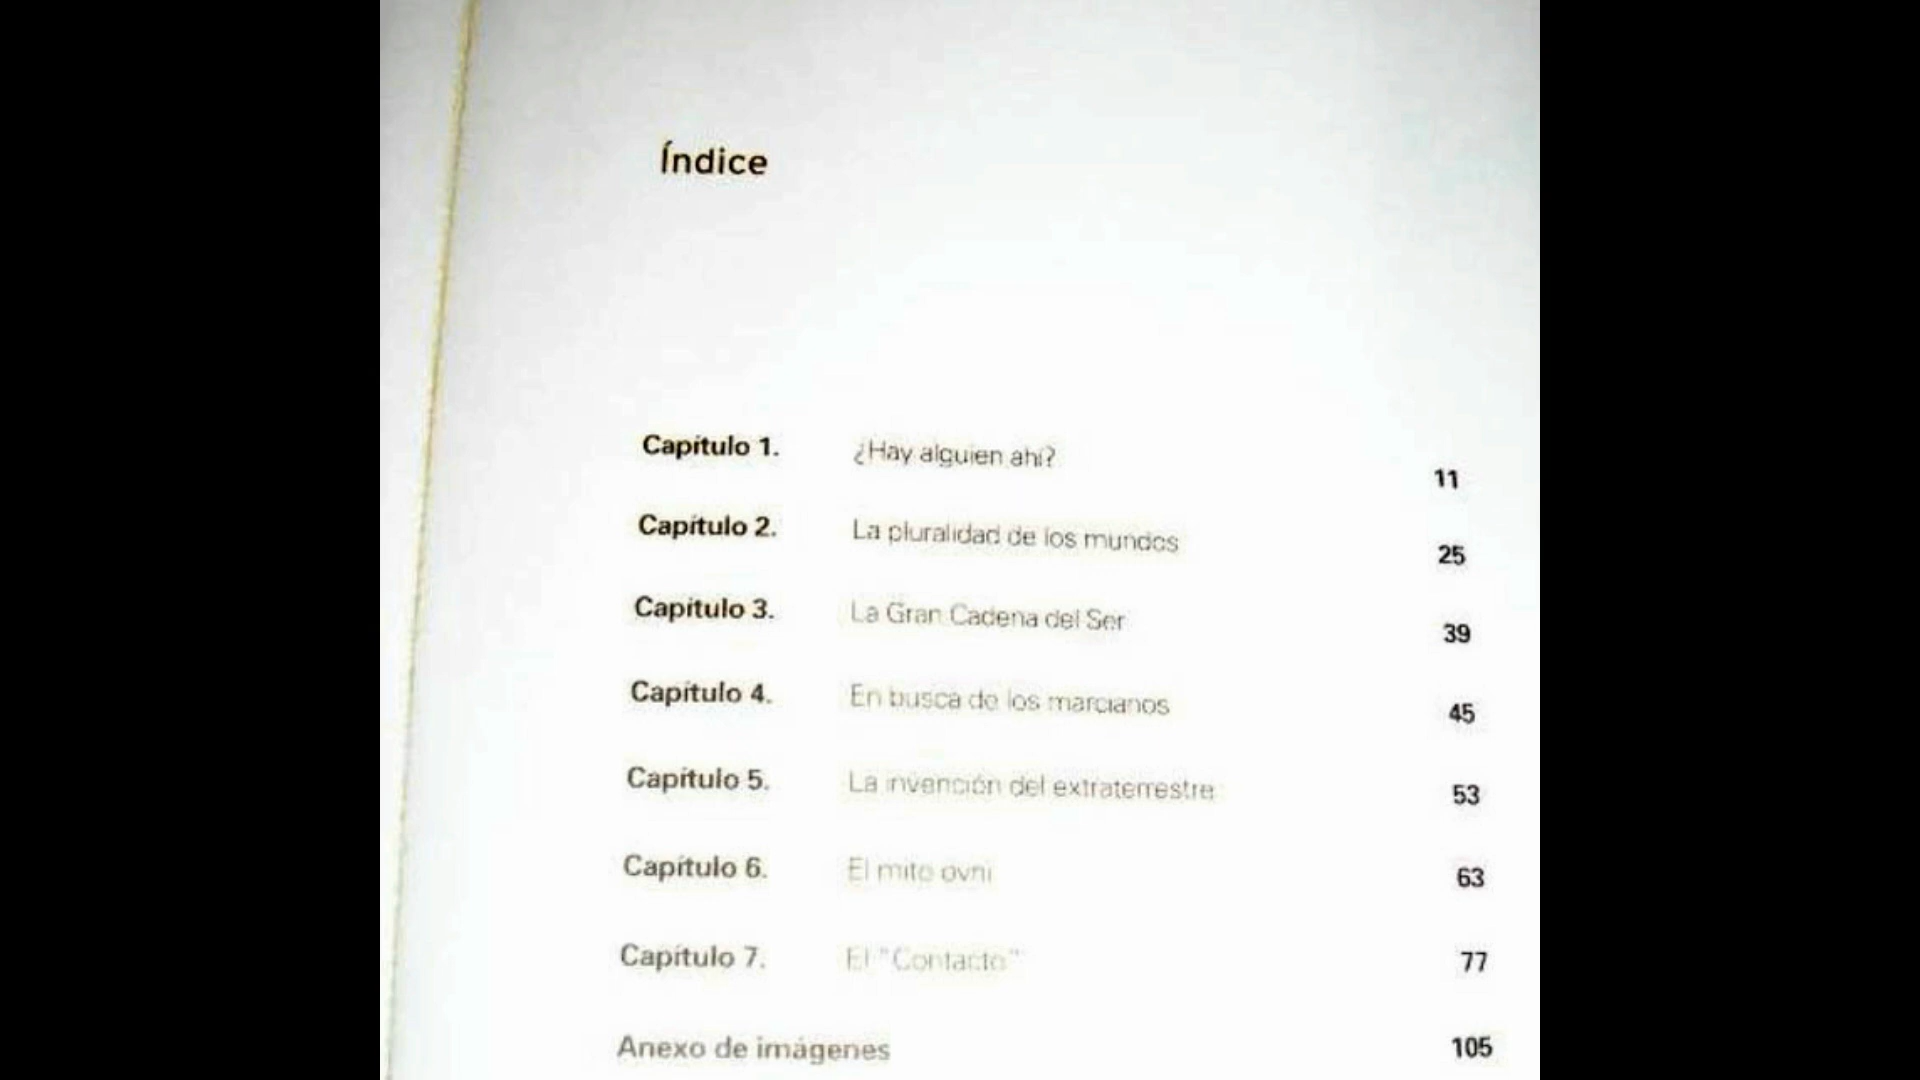 Índice
Capítulo 1. ¿Hay alguien ahí? 11
Capítulo 2. La pluralidad de los mundos 25
Capítulo 3. La Gran Cadena del Ser 39
Capítulo 4. En busca de los marcianos 45
Capítulo 5. La invención del extraterrestre 53
Capítulo 6. El mito ovni 63
Capítulo 7. El "Contacto" 77
Anexo de imágenes 105